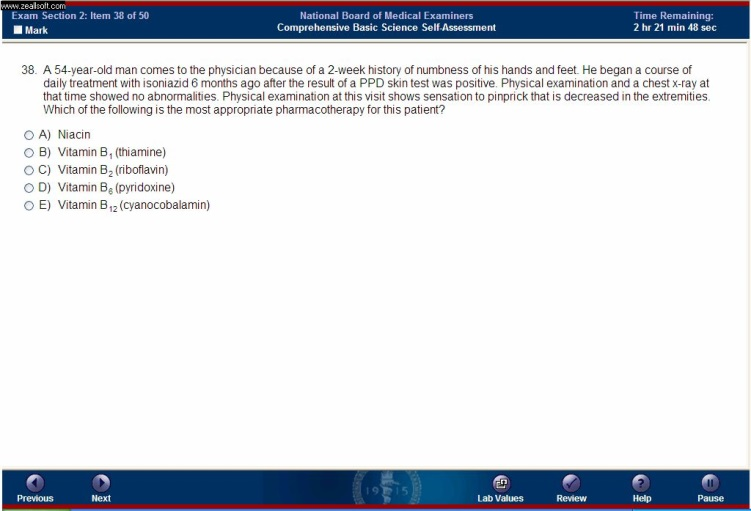 www.zeallsoft.com
Exam Section 2: Item 38 of 50
National Board of Medical Examiners
Time Remaining:
Mark
Comprehensive Basic Science Self-Assessment
2 hr 21 min 48 sec
38. A 54-year-old man comes to the physician because of a 2-week history of numbness of his hands and feet. He began a course of
daily treatment with isoniazid 6 months ago after the result of a PPD skin test was positive. Physical examination and a chest x-ray at
that time showed no abnormalities. Physical examination at this visit shows sensation to pinprick that is decreased in the extremities.
Which of the following is the most appropriate pharmacotherapy for this patient?
A) Niacin
B) Vitamin B1 (thiamine)
C) Vitamin B2 (riboflavin)
D) Vitamin B6 (pyridoxine)
E) Vitamin B12 (cyanocobalamin)
19 15
Previous
Next
Lab Values
Review
Help
Pause